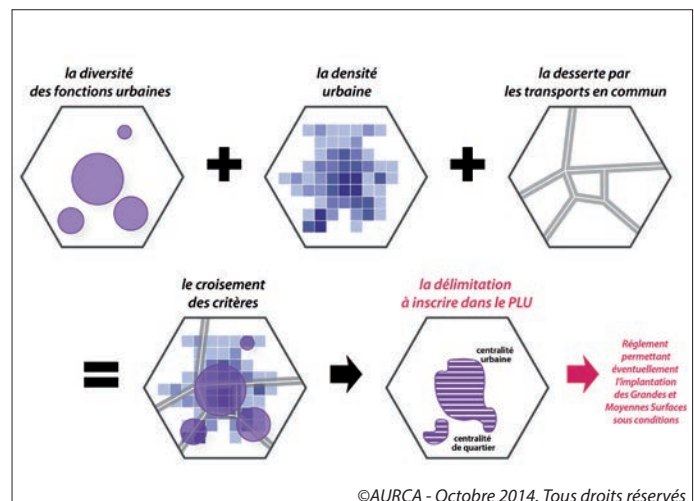 la diversité
des fonctions urbaines
la densité
urbaine
la desserte par
les transports en commun
le croisement
des critères
la délimitation
à inscrire dans le PLU
centralité
urbaine
centralité
de quartier
Réglement
permettant
éventuellement
l'implantation
des Grandes et
Moyennes Surfaces
sous conditions
©AURCA - Octobre 2014. Tous droits réservés